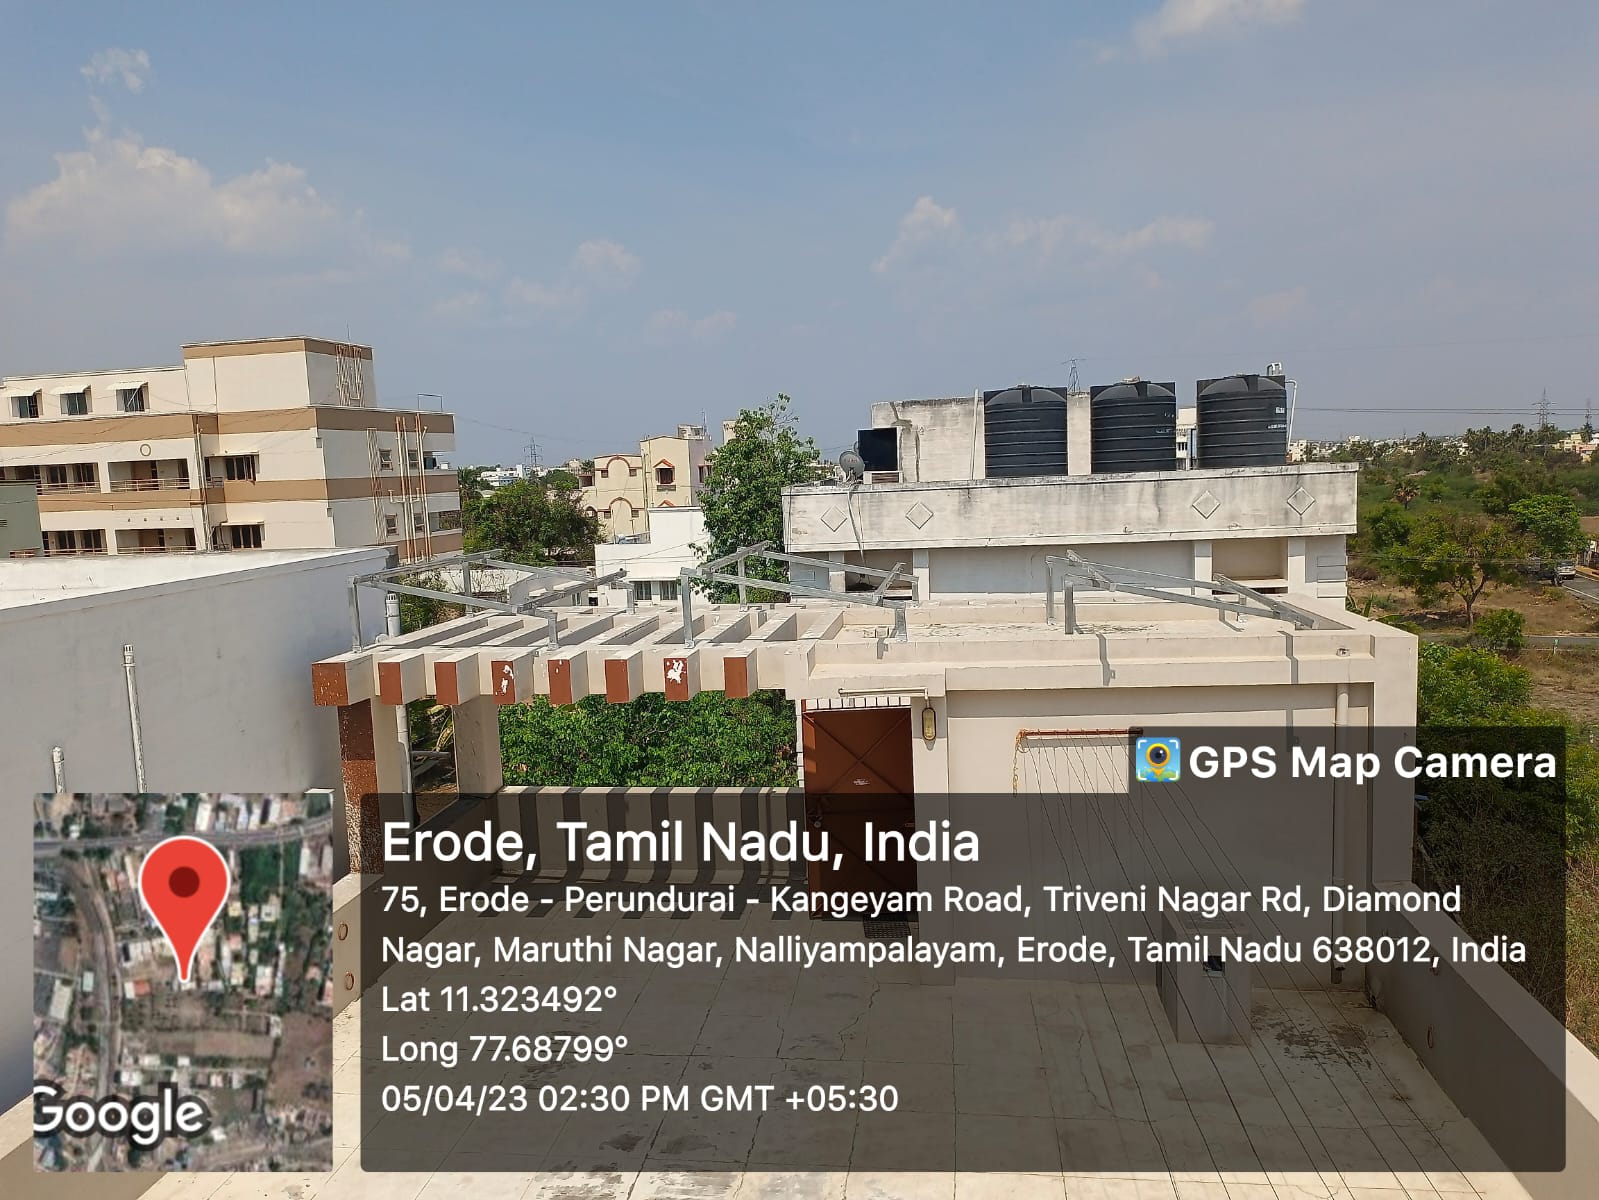 GPS Map Camera
Erode, Tamil Nadu, India
75, Erode - Perundurai - Kangeyam Road, Triveni Nagar Rd, Diamond
Nagar, Maruthi Nagar, Nalliyampalayam, Erode, Tamil Nadu 638012, India
Lat 11.323492°
Long 77.68799°
05/04/23 02:30 PM GMT +05:30
Google